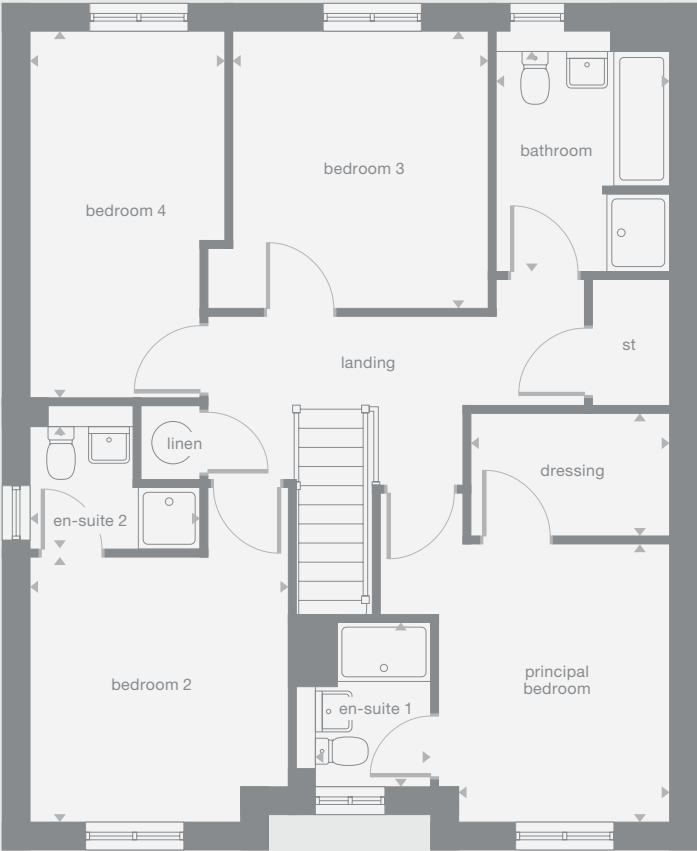 bedroom 3
bathroom
bedroom 4
st
landing
linen
dressing
en-suite 2
bedroom 2
principal
bedroom
en-suite 1